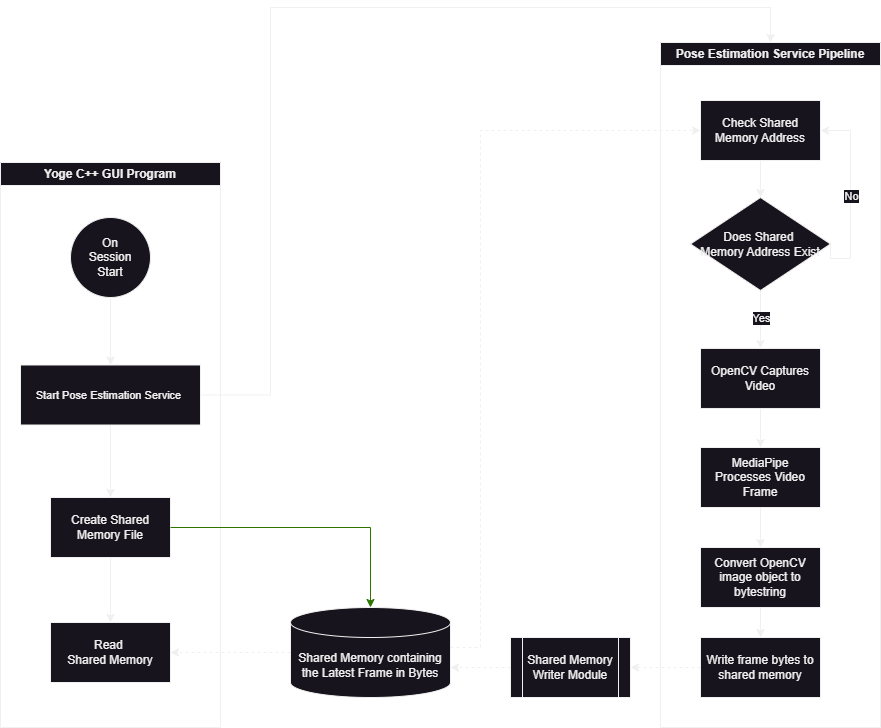 Pose Estimation Service Pipeline
Check Shared
Memory Address
No
Does Shared
Memory Address Exist
Yes
OpenCV Captures
Video
MediaPipe
Processes Video
Frame
Convert OpenCV
image object to
bytestring
Write frame bytes to
shared memory
Yoge C++ GUI Program
On
Session
Start
Start Pose Estimation Service
Create Shared
Memory File
Read
Shared Memory
Shared Memory containing
the Latest Frame in Bytes
Shared Memory
Writer Module